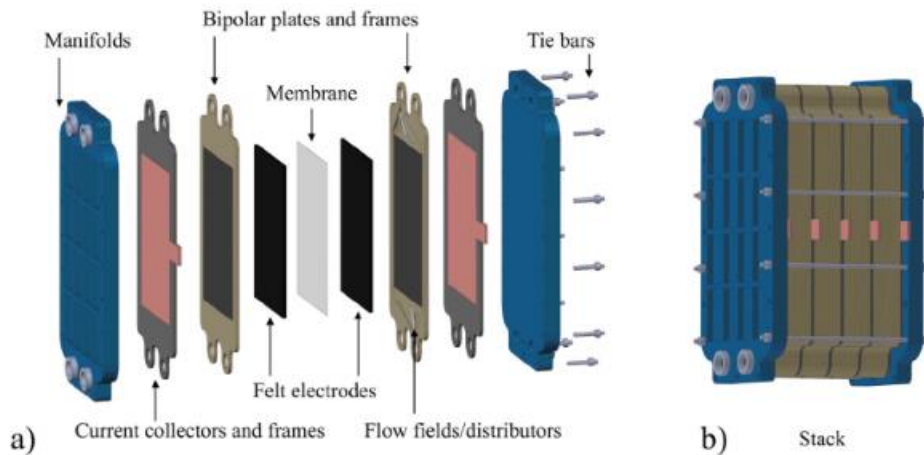 Bipolar plates and frames
Manifolds
Tie bars
Membrane
Felt electrodes
Current collectors and frames
Flow fields/distributors
a)
b)
Stack